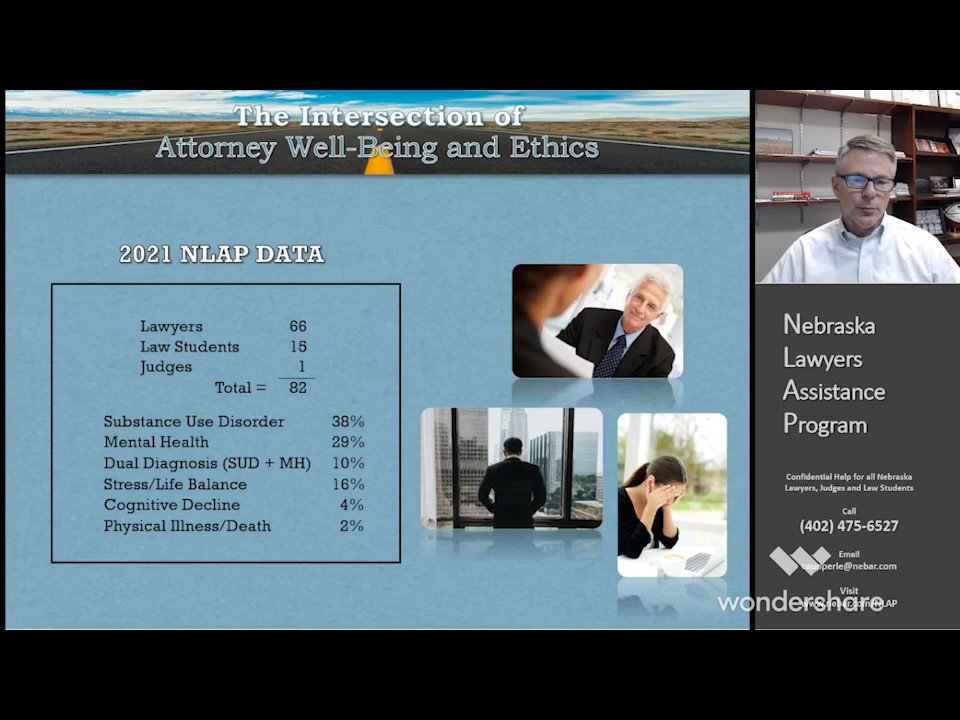 The Intersection of
Attorney Well-Being and Ethics
2021 NLAP DATA
Lawyers 66
Law Students 15
Judges 1
Total = 82
Substance Use Disorder 38%
Mental Health 29%
Dual Diagnosis (SUD + MH) 10%
Stress/Life Balance 16%
Cognitive Decline 4%
Physical Illness/Death 2%
Nebraska
Lawyers
Assistance
Program
Confidential Help for all Nebraska
Lawyers, Judges and Law Students
Call
(402) 475-6527
Email
caupperle@nebar.com
Visit
wondershare